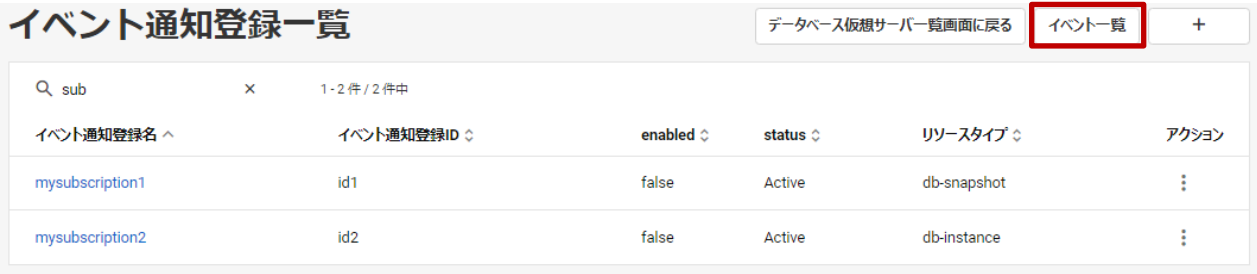 イベント通知登録一覧
データベース仮想サーバ一覧画面に戻る イベント一覧 +
sub × 1 - 2 件 / 2 件中
イベント通知登録名 イベント通知登録ID enabled status リソースタイプ アクション
mysubscription1 id1 false Active db-snapshot
mysubscription2 id2 false Active db-instance